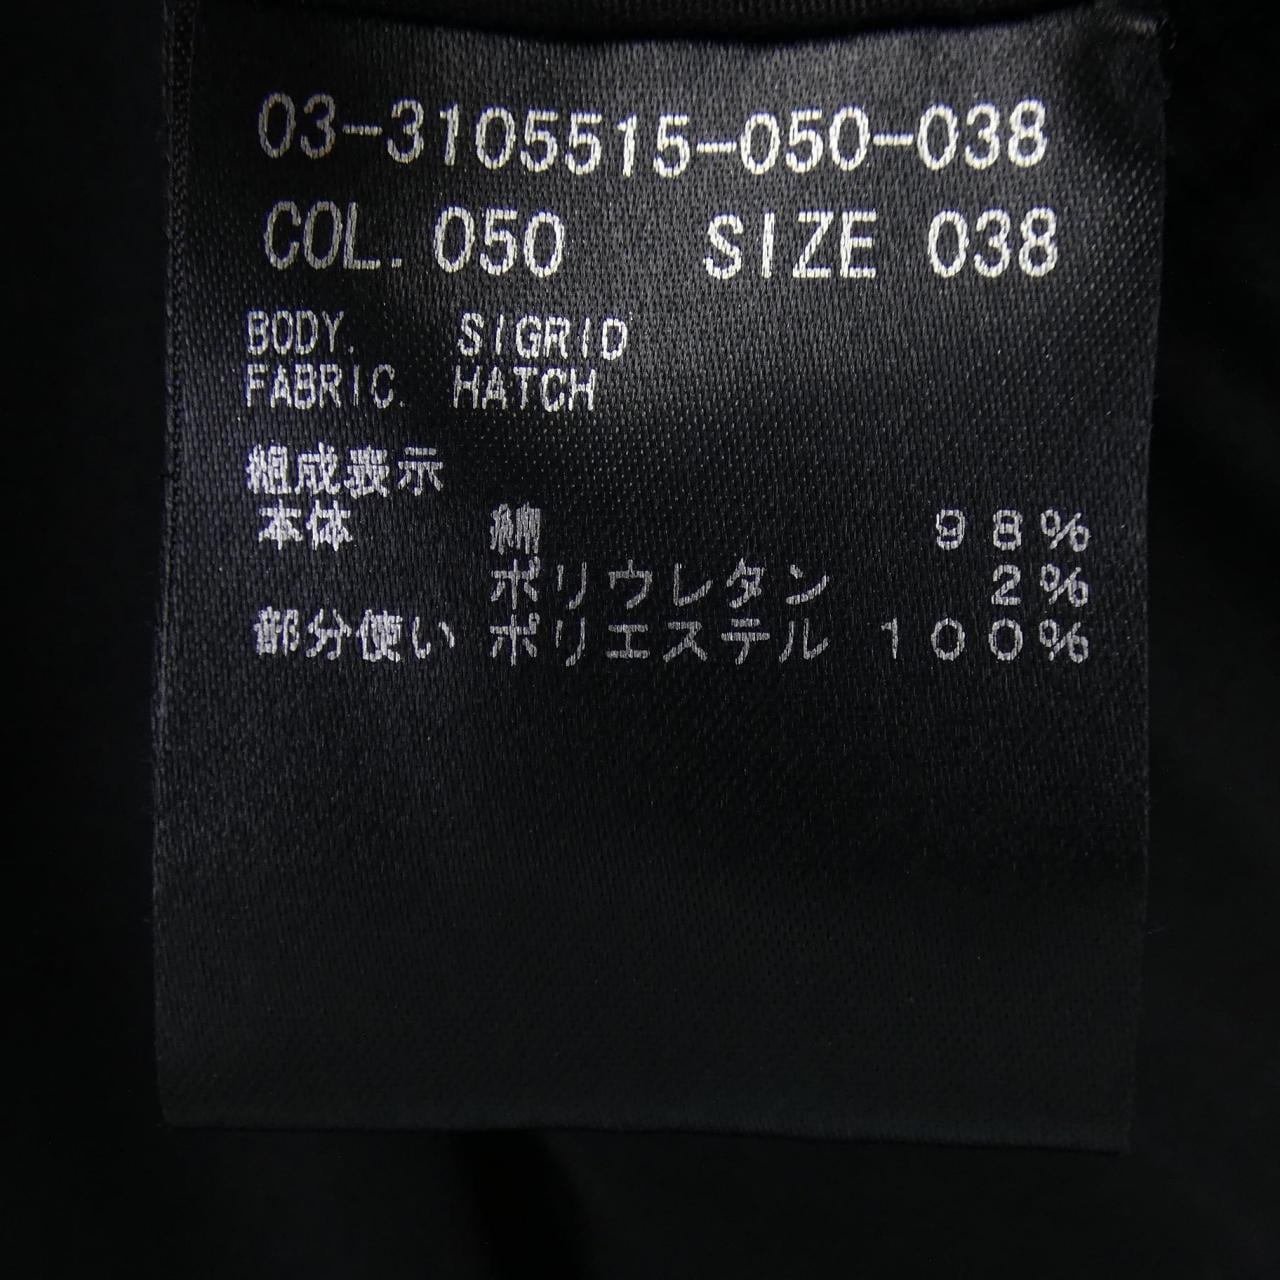 03-3105515-050-038
COL. 050 SIZE 038
BODY. SIGRID
FABRIC. HATCH
組成表示
本体 綿 98%
ポリウレタン 2%
部分使い ポリエステル 100%